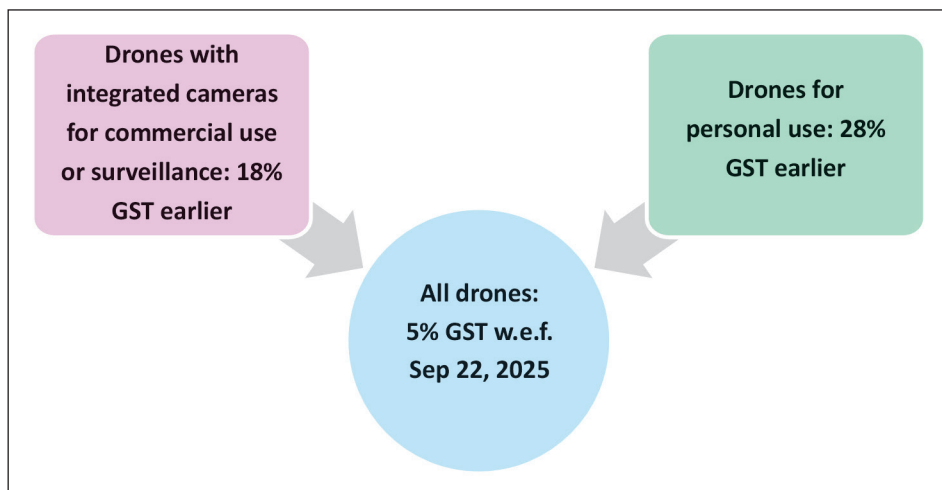 Drones with
integrated cameras
for commercial use
or surveillance: 18%
GST earlier
Drones for
personal use: 28%
GST earlier
All drones:
5% GST w.e.f.
Sep 22, 2025